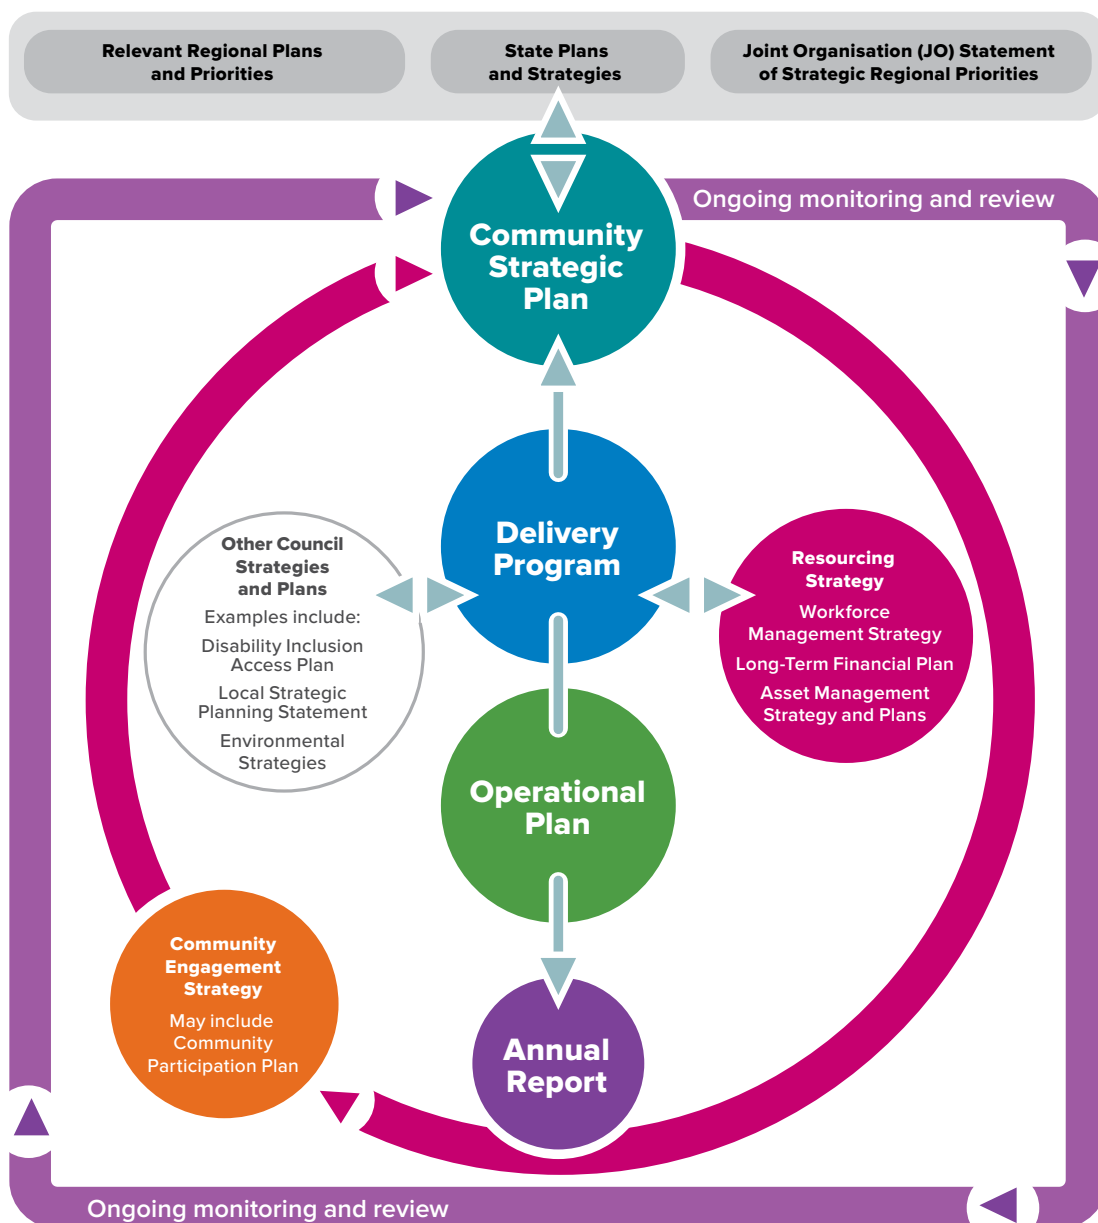 Relevant Regional Plans
and Priorities
State Plans
and Strategies
Joint Organisation (JO) Statement
of Strategic Regional Priorities
Ongoing monitoring and review
Community
Strategic
Plan
Delivery
Program
Other Council
Strategies
and Plans
Examples include:
Disability Inclusion
Access Plan
Local Strategic
Planning Statement
Environmental
Strategies
Resourcing
Strategy
Workforce
Management Strategy
Long-Term Financial Plan
Asset Management
Strategy and Plans
Operational
Plan
Community
Engagement
Strategy
May include
Community
Participation Plan
Annual
Report
Ongoing monitoring and review